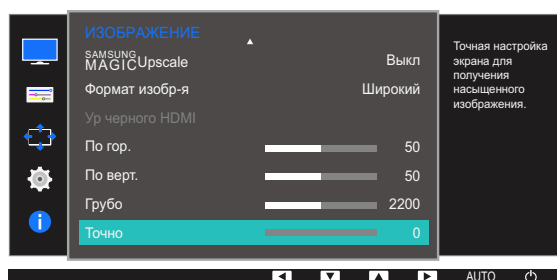 ИЗОБРАЖЕНИЕ
SAMSUNG
MAGICUpscale Выкл
Формат изобр-я Широкий
Ур черного HDMI
По гор. 50
По верт. 50
Грубо 2200
Точно 0
Точная настройка
экрана для
получения
насыщенного
изображения.
AUTO